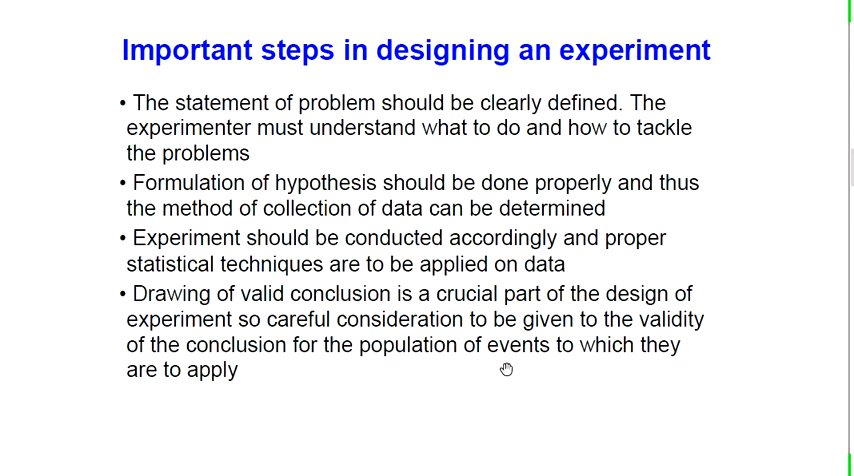 Important steps in designing an experiment
• The statement of problem should be clearly defined. The
experimenter must understand what to do and how to tackle
the problems
• Formulation of hypothesis should be done properly and thus
the method of collection of data can be determined
• Experiment should be conducted accordingly and proper
statistical techniques are to be applied on data
• Drawing of valid conclusion is a crucial part of the design of
experiment so careful consideration to be given to the validity
of the conclusion for the population of events to which they
are to apply